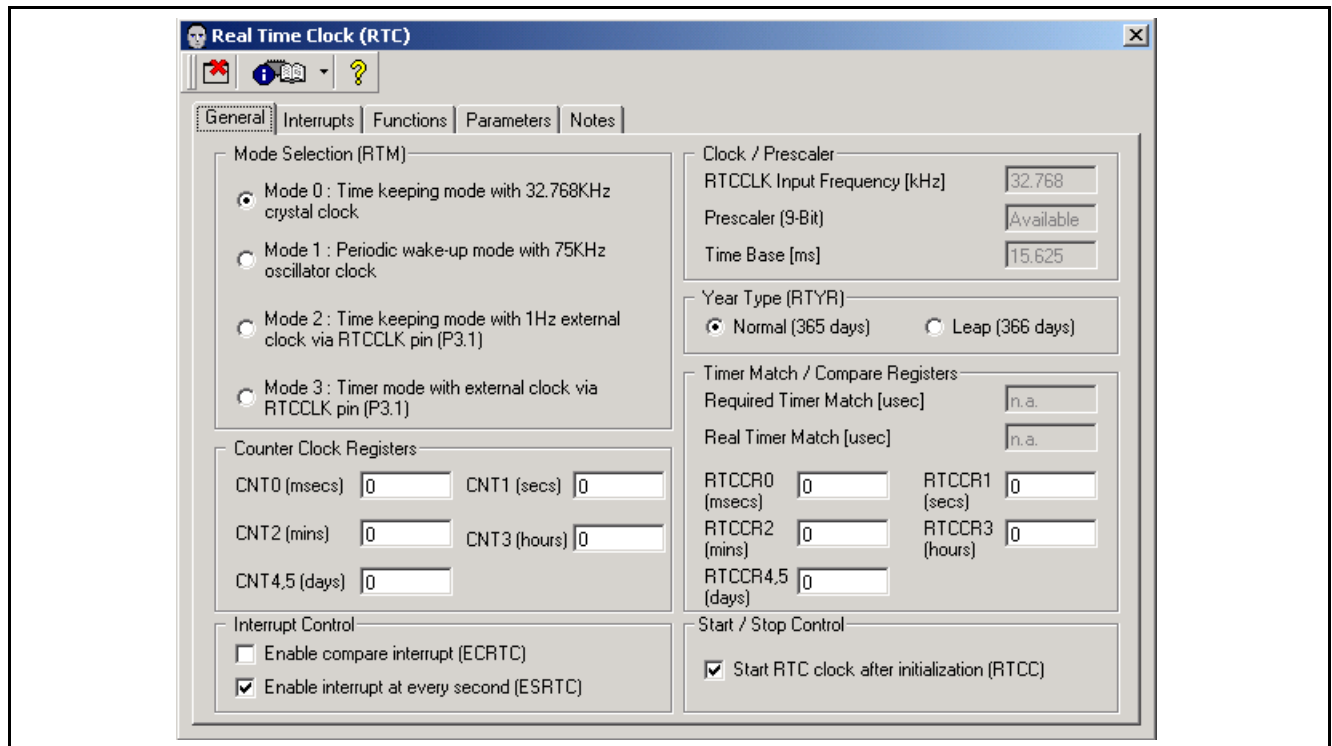 Real Time Clock (RTC)
General
Interrupts
Functions
Parameters
Notes
Mode Selection (RTM)
Mode 0 : Time keeping mode with 32.768KHz
crystal clock
Mode 1 : Periodic wake-up mode with 75KHz
oscillator clock
Mode 2 : Time keeping mode with 1Hz external
clock via RTCCLK pin (P3.1)
Mode 3 : Timer mode with external clock via
RTCCLK pin (P3.1)
Counter Clock Registers
CNT0 (msecs) 0
CNT1 (secs) 0
CNT2 (mins) 0
CNT3 (hours) 0
CNT4,5 (days) 0
Interrupt Control
Enable compare interrupt (ECRTC)
Enable interrupt at every second (ESRTC)
Clock / Prescaler
RTCCLK Input Frequency [kHz] 32.768
Prescaler (9-Bit) Available
Time Base [ms] 15.625
Year Type (RTYR)
Normal (365 days)
Leap (366 days)
Timer Match / Compare Registers
Required Timer Match [usec] n.a.
Real Timer Match [usec] n.a.
RTCCR0
(msecs) 0
RTCCR1
(secs) 0
RTCCR2
(mins) 0
RTCCR3
(hours) 0
RTCCR4,5
(days) 0
Start / Stop Control
Start RTC clock after initialization (RTCC)